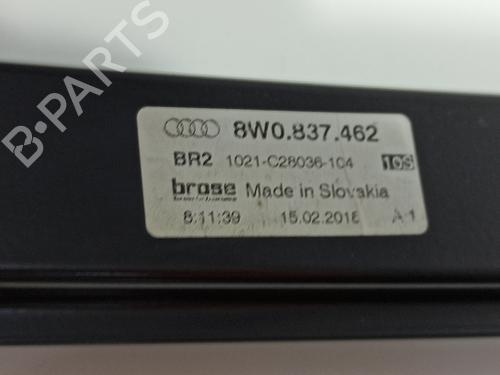 8W0.837.462
BR2 1021-C28036-104 10S
brose Made in Slovakia
8:11:39 15.02.2018 A 1
B-PARTS